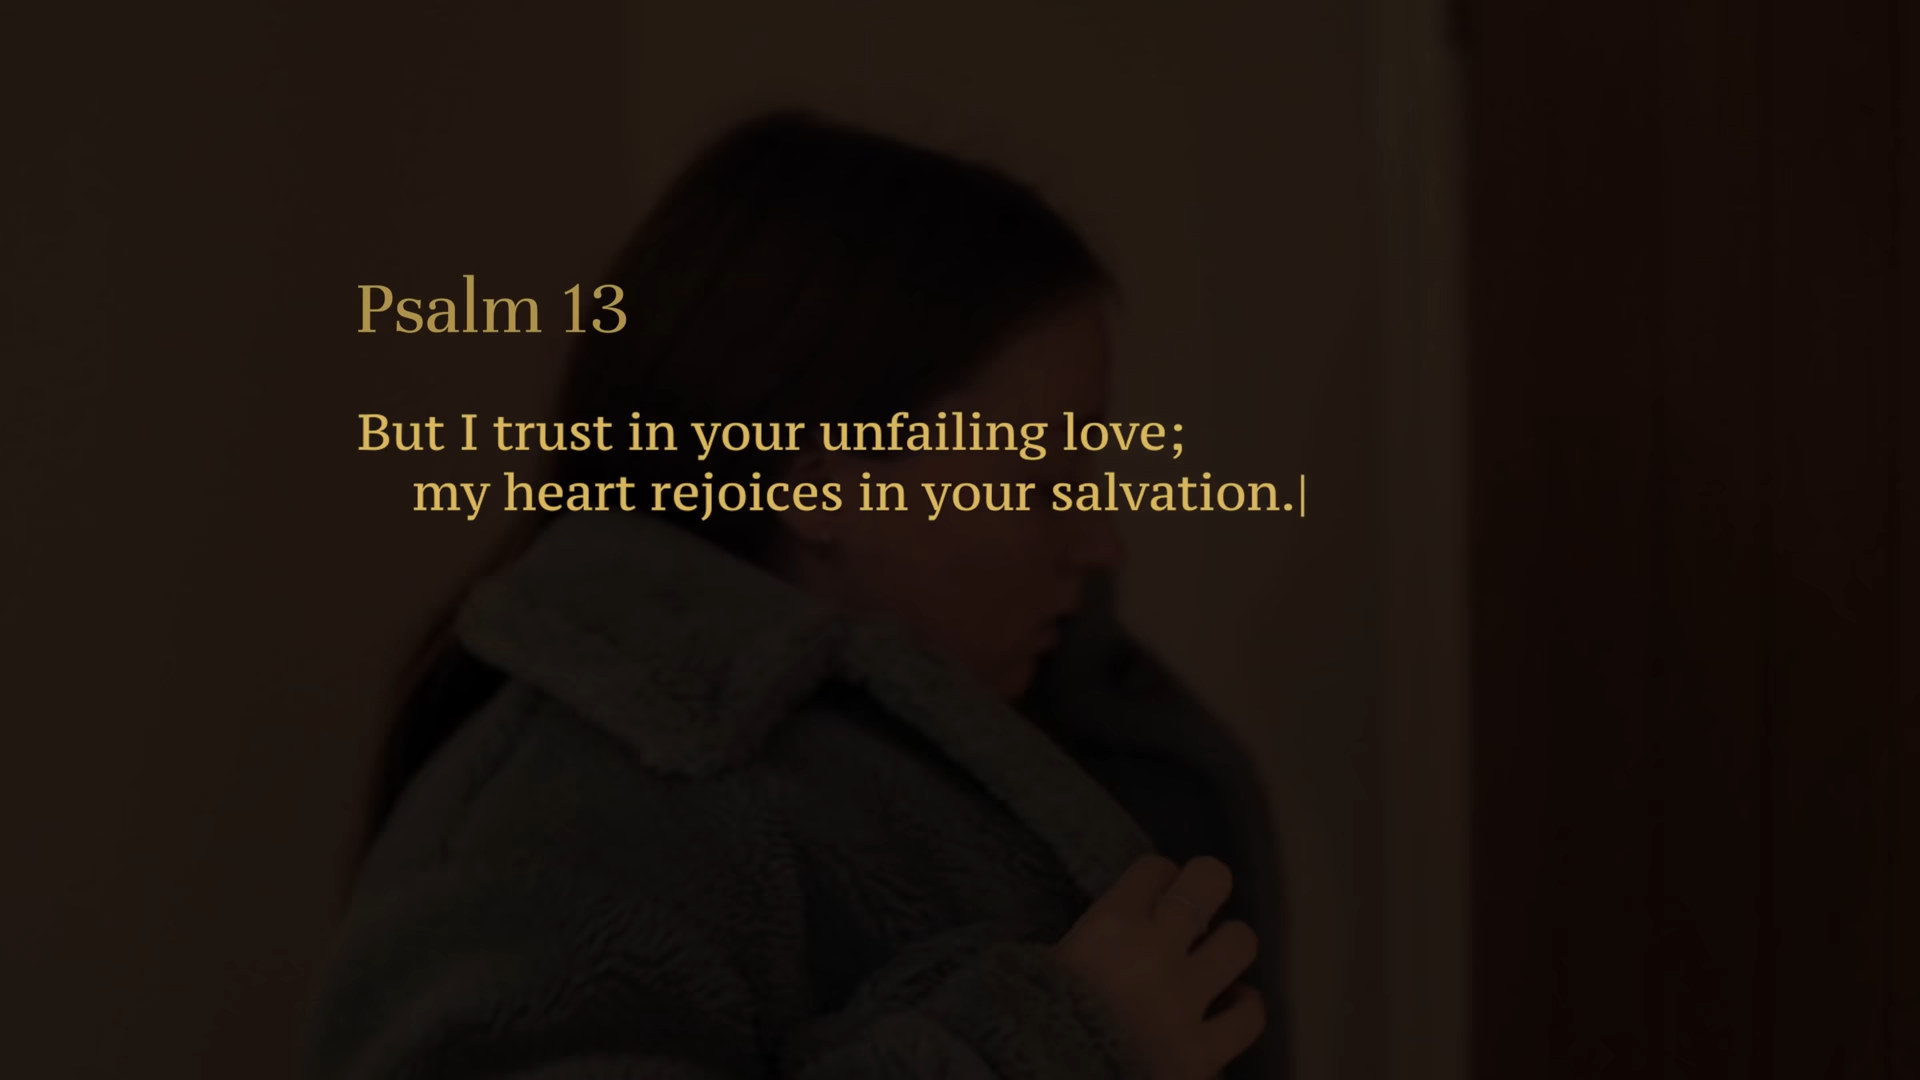 Psalm 13
But I trust in your unfailing love;
my heart rejoices in your salvation.|